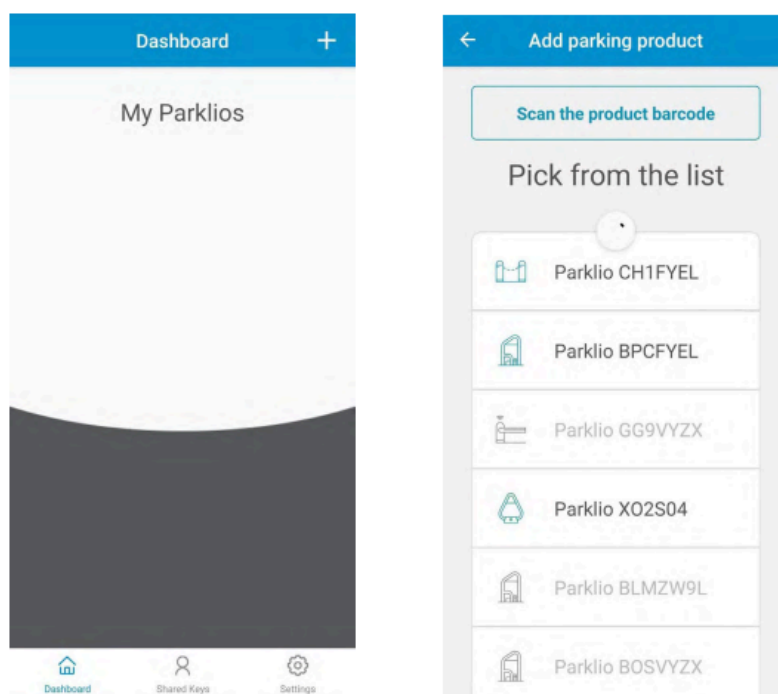 Dashboard +
My Parklios
Dashboard
Shared Keys
Settings
Add parking product
Scan the product barcode
Pick from the list
Parklio CH1FYEL
Parklio BPCFYEL
Parklio GG9VYZX
Parklio XO2S04
Parklio BLMZW9L
Parklio BOSVYZX